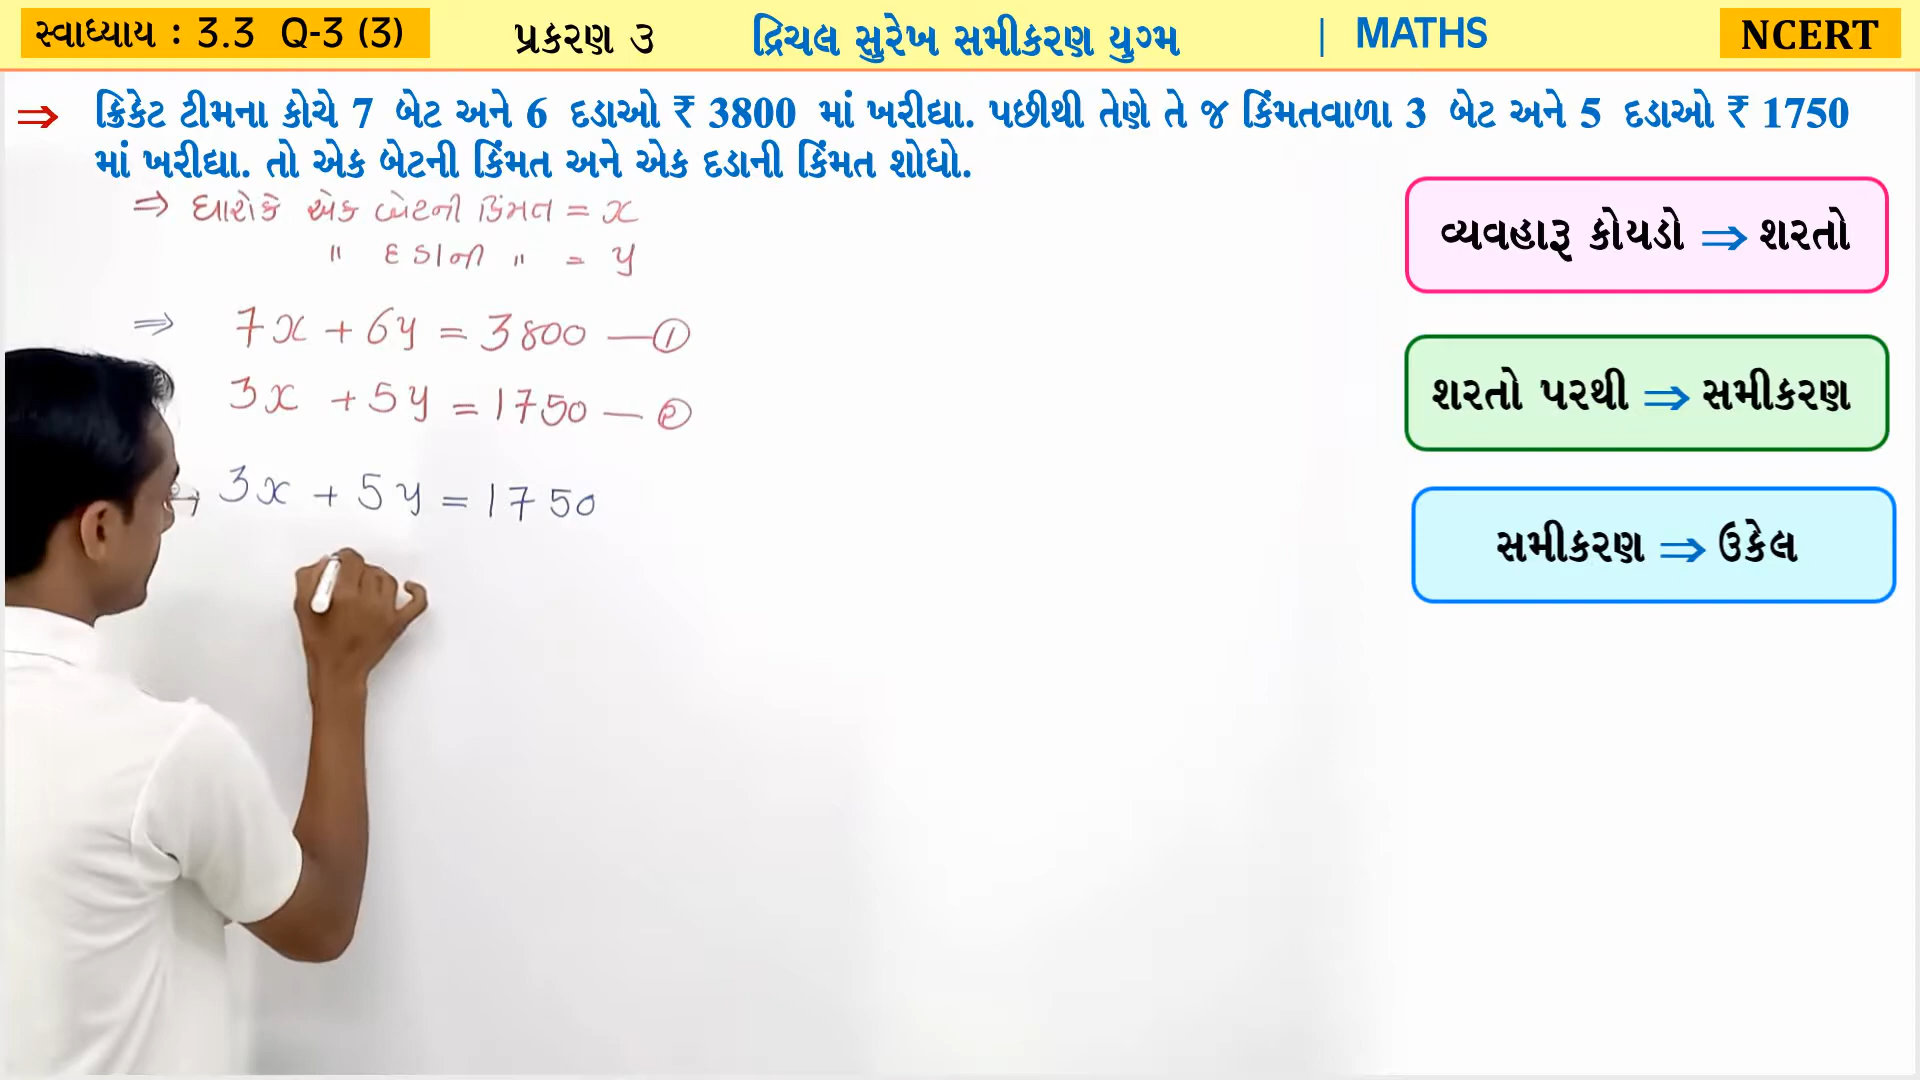 સ્વાધ્યાય : 3.3 Q-3 (3) પ્રકરણ ૩ દ્વિચલ સુરેખ સમીકરણ યુગ્મ | MATHS NCERT
⇒ ક્રિકેટ ટીમના કોચે 7 બેટ અને 6 દડાઓ ₹ 3800 માં ખરીદ્યા. પછીથી તેણે તે જ કિંમતવાળા 3 બેટ અને 5 દડાઓ ₹ 1750
માં ખરીદ્યા. તો એક બેટની કિંમત અને એક દડાની કિંમત શોધો.
⇒ ધારોકે એક બેટની કિંમત = x
" દડાની " = y
⇒ 7x + 6y = 3800 — ①
3x + 5y = 1750 — ②
3x + 5y = 1750
વ્યવહારૂ કોયડો ⇒ શરતો
શરતો પરથી ⇒ સમીકરણ
સમીકરણ ⇒ ઉકેલ